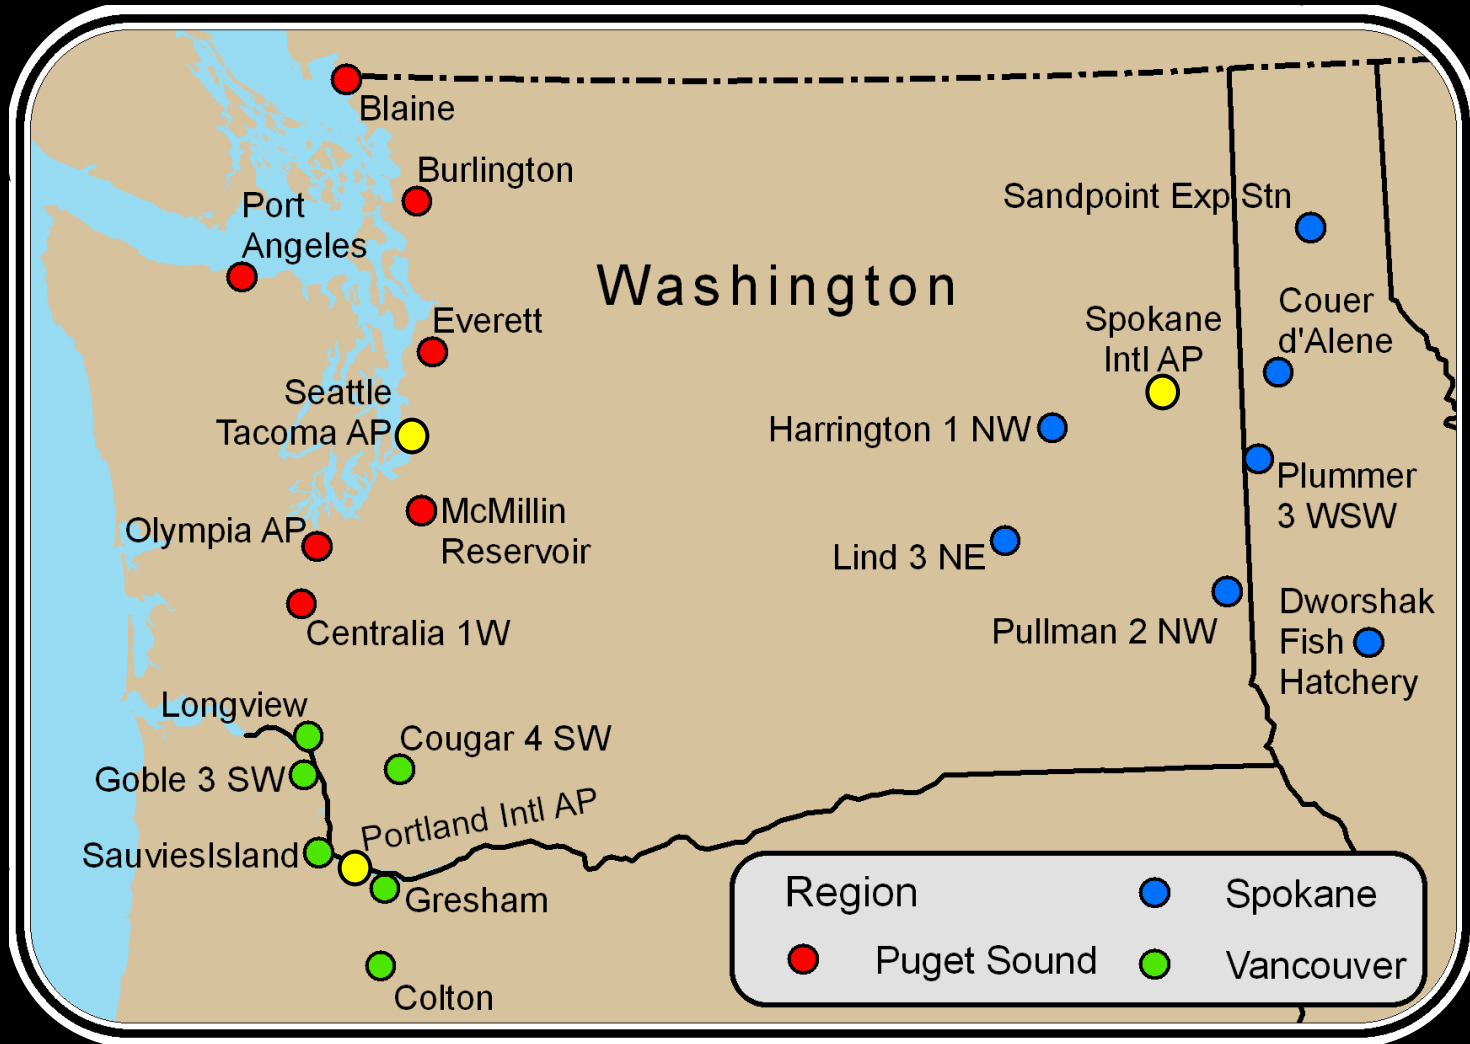 Blaine
Burlington
Port
Angeles
Sandpoint Exp Stn
Washington
Everett
Spokane
Intl AP
Couer
d'Alene
Seattle
Tacoma AP
Harrington 1 NW
Plummer
3 WSW
McMillin
Reservoir
Olympia AP
Lind 3 NE
Centralia 1W
Pullman 2 NW
Dworshak
Fish
Hatchery
Longview
Cougar 4 SW
Goble 3 SW
Portland Intl AP
SauviesIsland
Gresham
Colton
Region
Spokane
Puget Sound
Vancouver